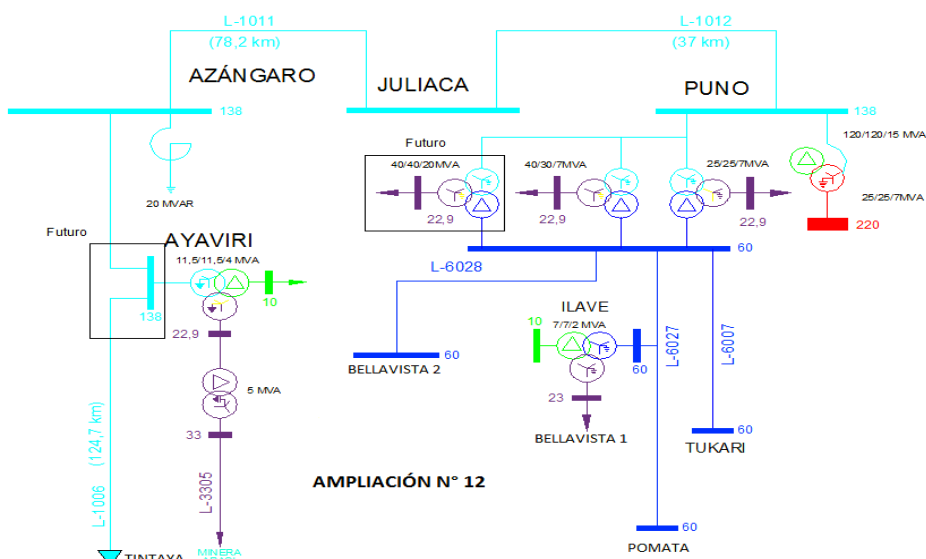 L-1011
(78,2 km)
L-1012
(37 km)
AZÁNGARO
JULIACA
PUNO
138
138
120/120/15 MVA
Futuro
40/40/20MVA
40/30/7MVA
25/25/7MVA
25/25/7MVA
20 MVAR
22,9
22,9
22,9
220
Futuro
AYAVIRI
11,5/11,5/4 MVA
60
L-6028
10
138
ILAVE
10
7/7/2 MVA
22,9
L-6027
L-6007
60
BELLAVISTA 2
60
5 MVA
23
BELLAVISTA 1
60
TUKARI
33
L-1006 (124,7 km)
L-3305
AMPLIACIÓN N° 12
60
POMATA
TINTAYA
MINERA